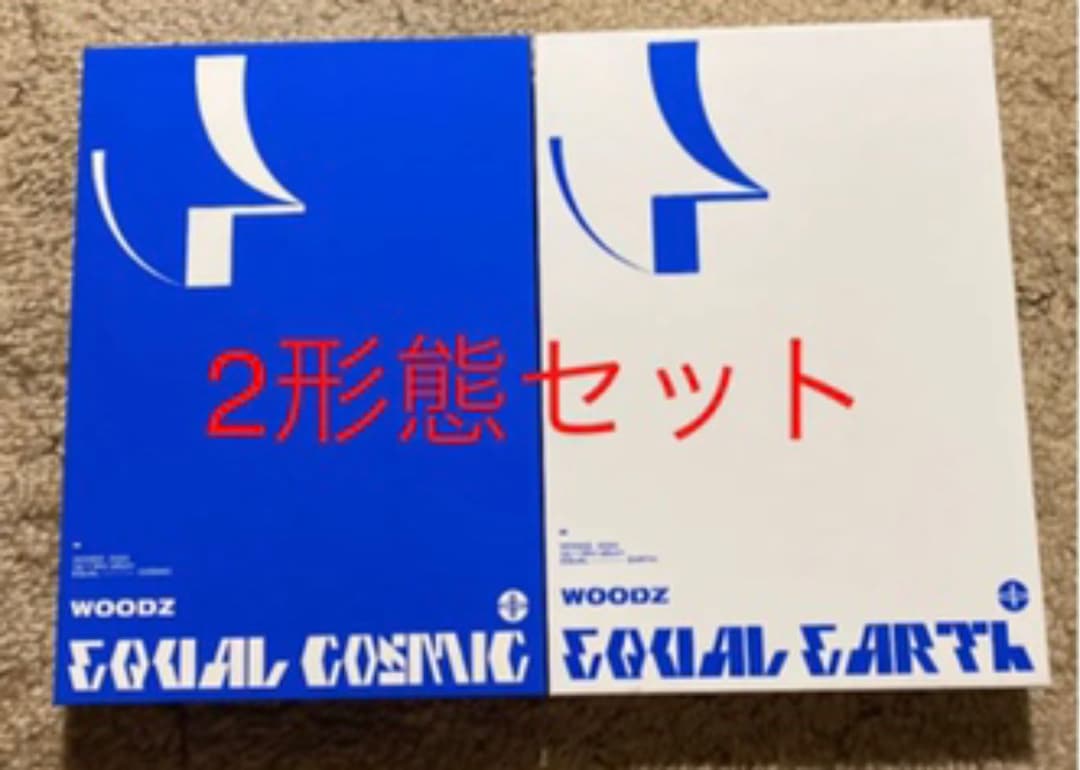 2形態セット
WOODZ
EQUAL COSMIC
WOODZ
EQUAL EARTH